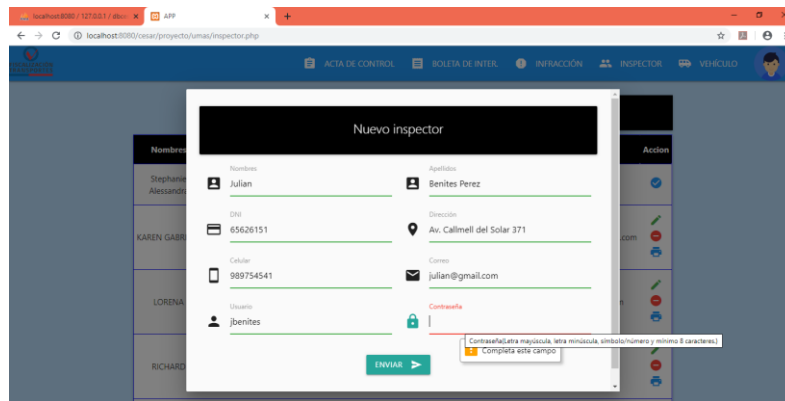 localhost:8080 / 127.0.0.1 /
APP
localhost:8080/cesar/proyecto/umas/inspector.php
ACTA DE CONTROL
BOLETA DE INTER.
INFRACCIÓN
INSPECTOR
VEHÍCULO
Nuevo inspector
Nombres
Accion
Stephanie
Alessandra
KAREN GABRI
.com
LORENA
RICHARD
Nombres
Julian
Apellidos
Benites Perez
DNI
65626151
Dirección
Av. Callmell del Solar 371
Celular
989754541
Correo
julian@gmail.com
Usuario
jbenites
Contraseña
Contraseña(Letra mayúscula, letra minúscula, símbolo/número y mínimo 8 caracteres.)
Completa este campo
ENVIAR